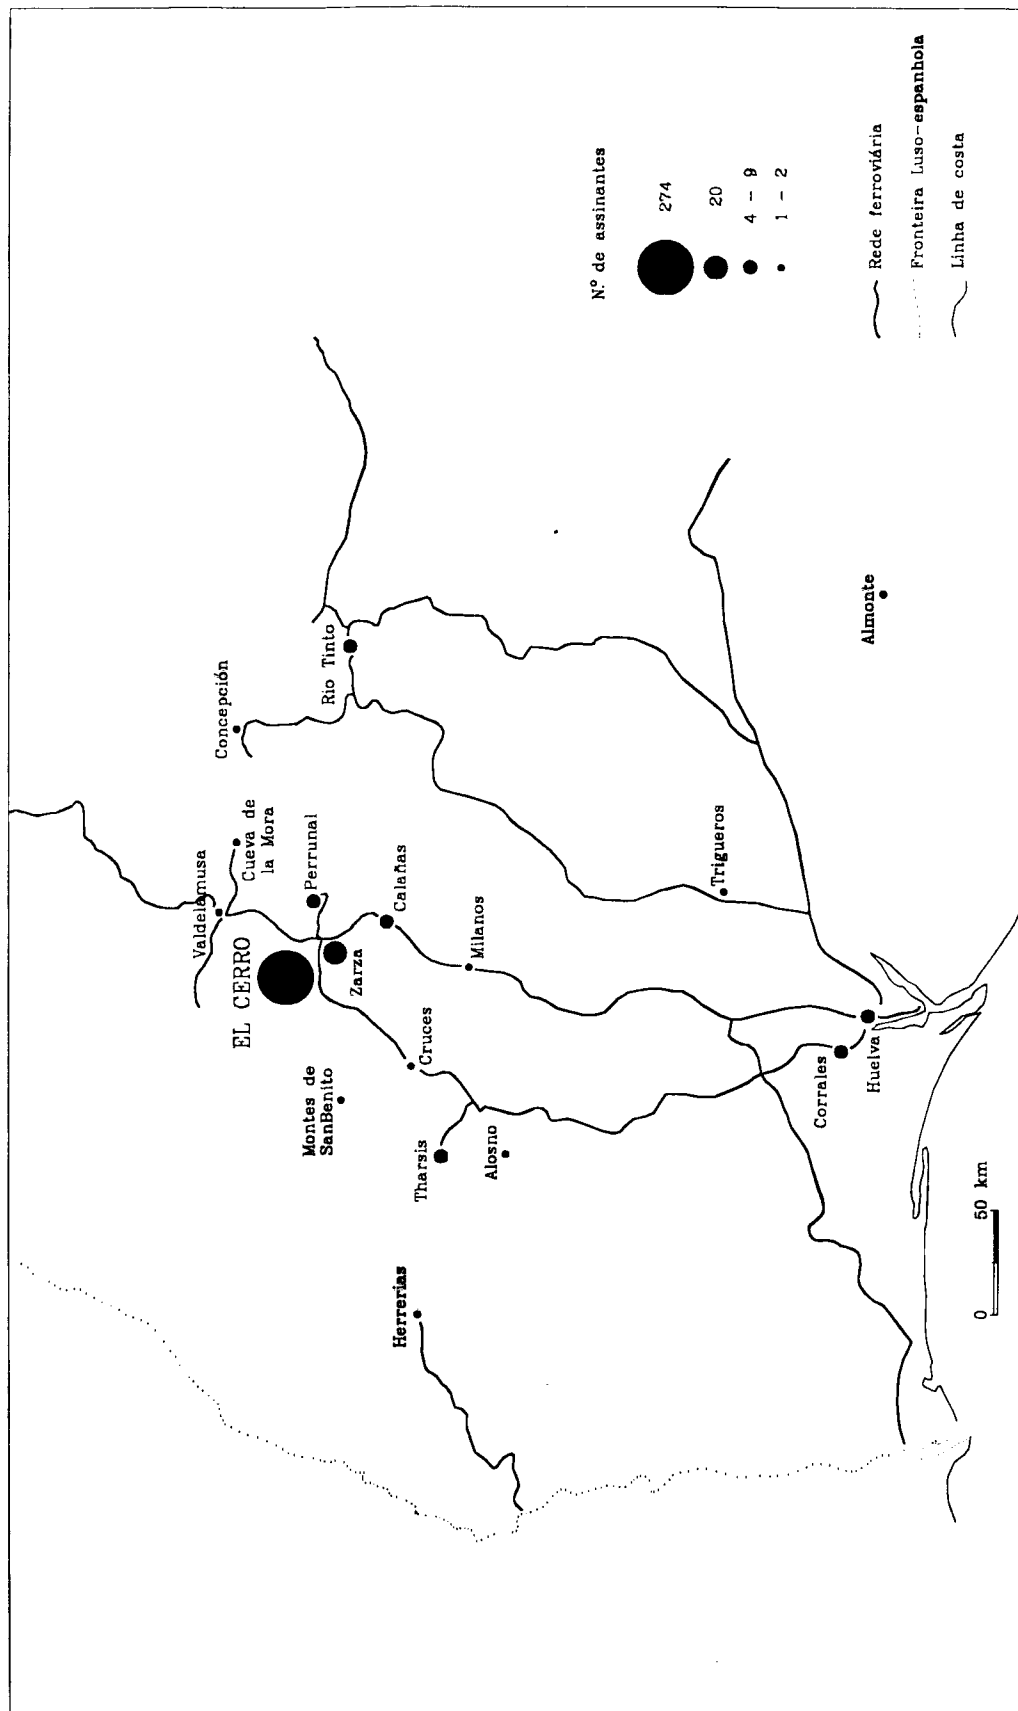 Valdelamusa
Cueva de
la Mora
Concepción
EL CERRO
Perrunal
Rio Tinto
Zarza
Calañas
Montes de
SanBenito
Cruces
Milanos
Tharsis
Alosno
Herrerias
Trigueros
Corrales
Huelva
Almonte
N.º de assinantes
274
20
4 - 9
1 - 2
Rede ferroviária
Fronteira Luso-espanhola
Linha de costa
0 50 km